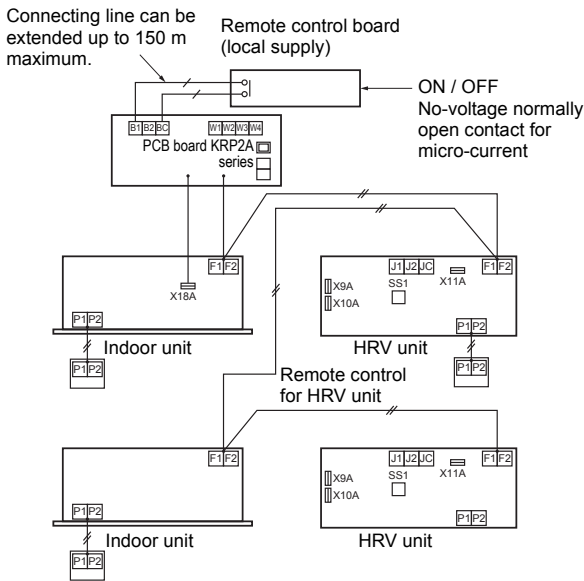 Connecting line can be
extended up to 150 m
maximum.
Remote control board
(local supply)
ON / OFF
No-voltage normally
open contact for
micro-current
B1 B2 BC
W1 W2 W3 W4
PCB board KRP2A
series
F1 F2
X18A
P1 P2
Indoor unit
P1 P2
J1 J2 JC
X11A
F1 F2
X9A
X10A
SS1
P1 P2
HRV unit
P1 P2
Remote control
for HRV unit
F1 F2
P1 P2
Indoor unit
P1 P2
J1 J2 JC
X11A
F1 F2
X9A
X10A
SS1
P1 P2
HRV unit